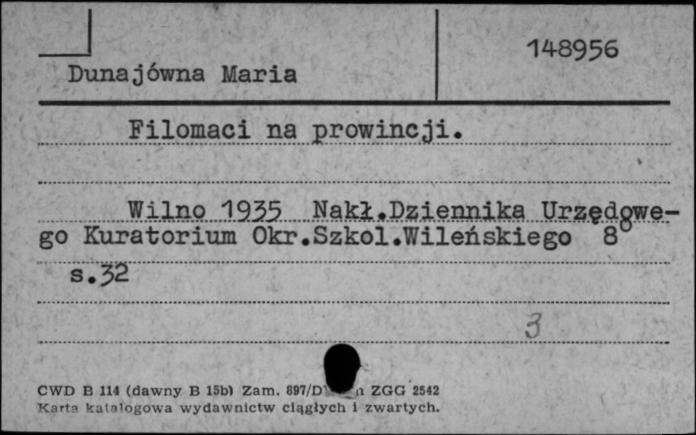 148956
Dunajówna Maria
Filomaci na prowincji.
Wilno 1935 Nakł.Dziennika Urzędowe-
go Kuratorium Okr.Szkol.Wileńskiego 8°
s.32
3
CWD B 114 (dawny B 15b) Zam. 897/D ZGG 2542
Karta katalogowa wydawnictw ciągłych i zwartych.